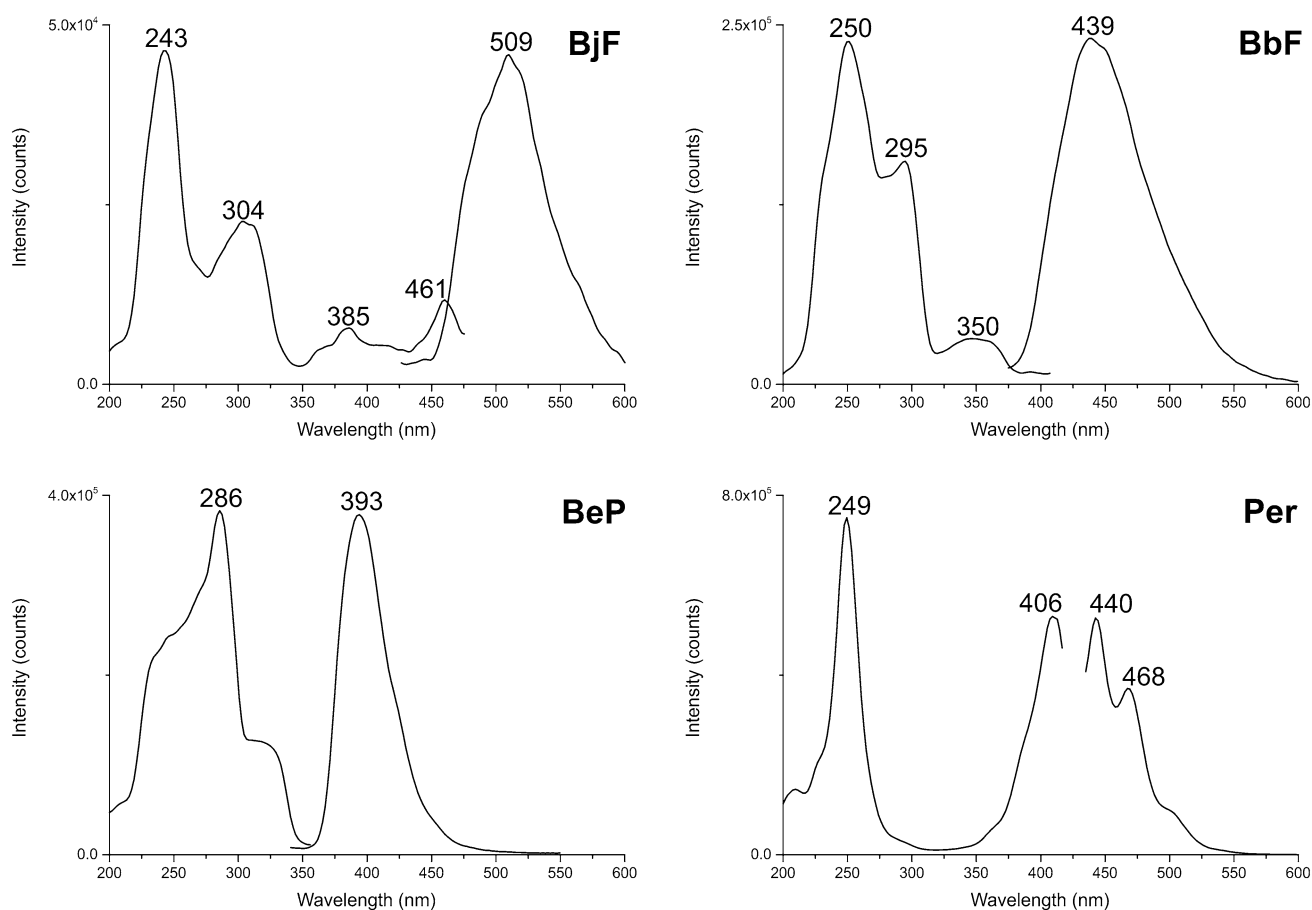 5.0x10⁴
243
509
BjF
304
461
385
Intensity (counts)
0.0
200 250 300 350 400 450 500 550 600
Wavelength (nm)
2.5x10⁵
250
439
BbF
295
350
Intensity (counts)
0.0
200 250 300 350 400 450 500 550 600
Wavelength (nm)
4.0x10⁵
286
393
BeP
Intensity (counts)
0.0
200 250 300 350 400 450 500 550 600
Wavelength (nm)
8.0x10⁵
249
Per
406
440
468
Intensity (counts)
0.0
200 250 300 350 400 450 500 550 600
Wavelength (nm)